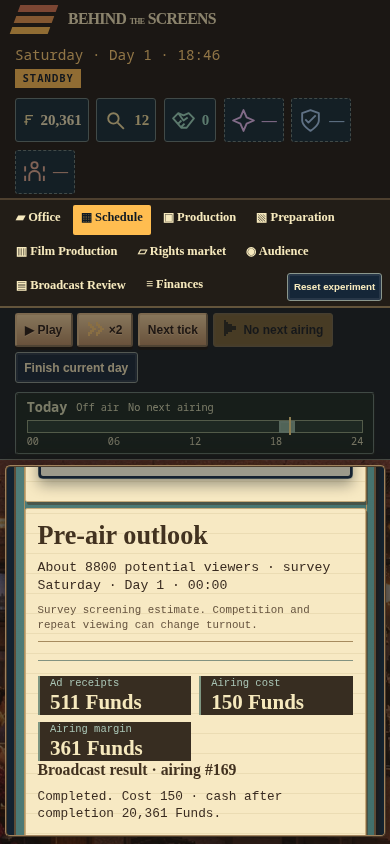 BEHIND THE SCREENS
Saturday · Day 1 · 18:46
STANDBY
F 20,361
12
0
—
—
—
Office
Schedule
Production
Preparation
Film Production
Rights market
Audience
Broadcast Review
Finances
Reset experiment
Play
×2
Next tick
No next airing
Finish current day
Today Off air No next airing
00 06 12 18 24
Pre-air outlook
About 8800 potential viewers · survey
Saturday · Day 1 · 00:00
Survey screening estimate. Competition and
repeat viewing can change turnout.
Ad receipts
511 Funds
Airing cost
150 Funds
Airing margin
361 Funds
Broadcast result · airing #169
Completed. Cost 150 · cash after
completion 20,361 Funds.